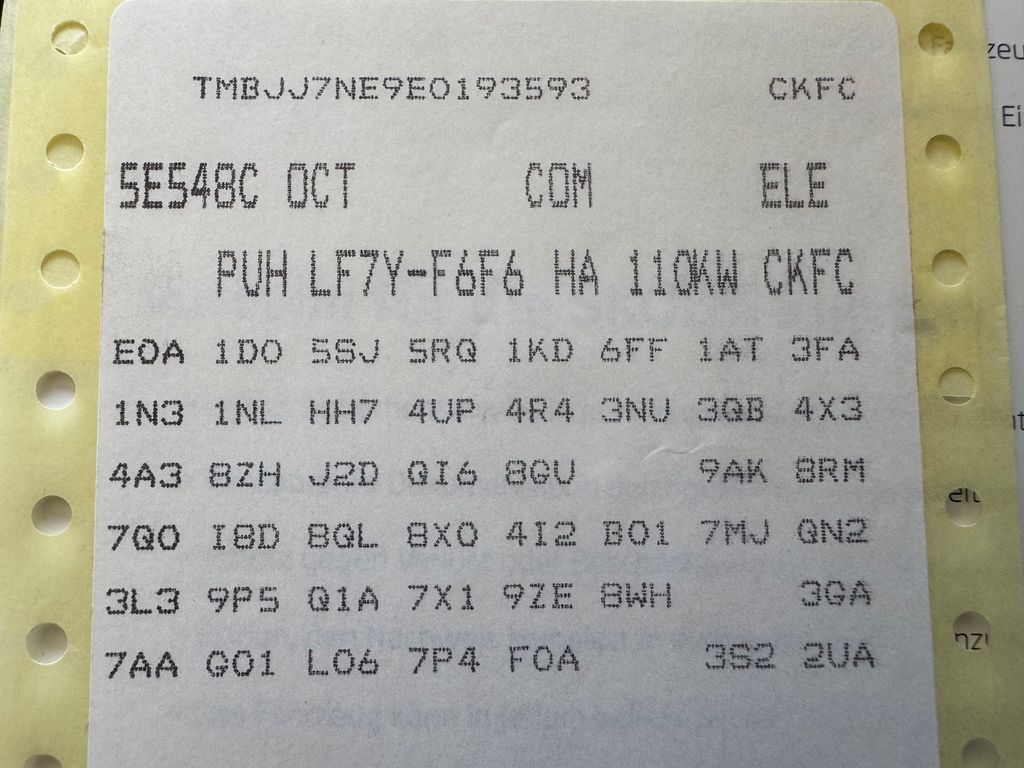 TMBJJ7NE9E0193593 CKFC
5E548C OCT COM ELE
PUH LF7Y-F6F6 HA 110KW CKFC
E0A 1D0 5SJ 5RQ 1KD 6FF 1AT 3FA
1N3 1NL HH7 4UP 4R4 3NU 3QB 4X3
4A3 8ZH J2D QI6 8GU 9AK 8RM
7Q0 I8D 8QL 8X0 4I2 B01 7MJ QN2
3L3 9P5 Q1A 7X1 9ZE 8WH 3GA
7AA G01 L06 7P4 F0A 3S2 2UA
zeu
Ei